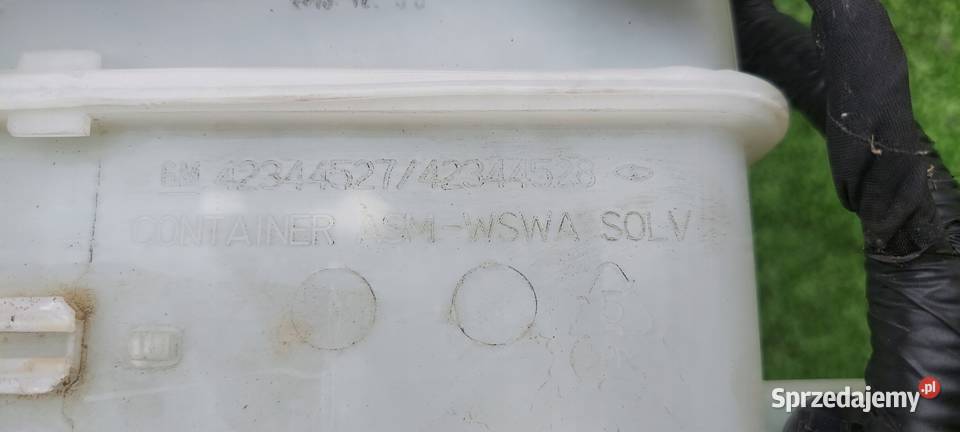 GM 42344527/42344528
CONTAINER ASM-WSWA SOLV
5
Sprzedajemy.pl